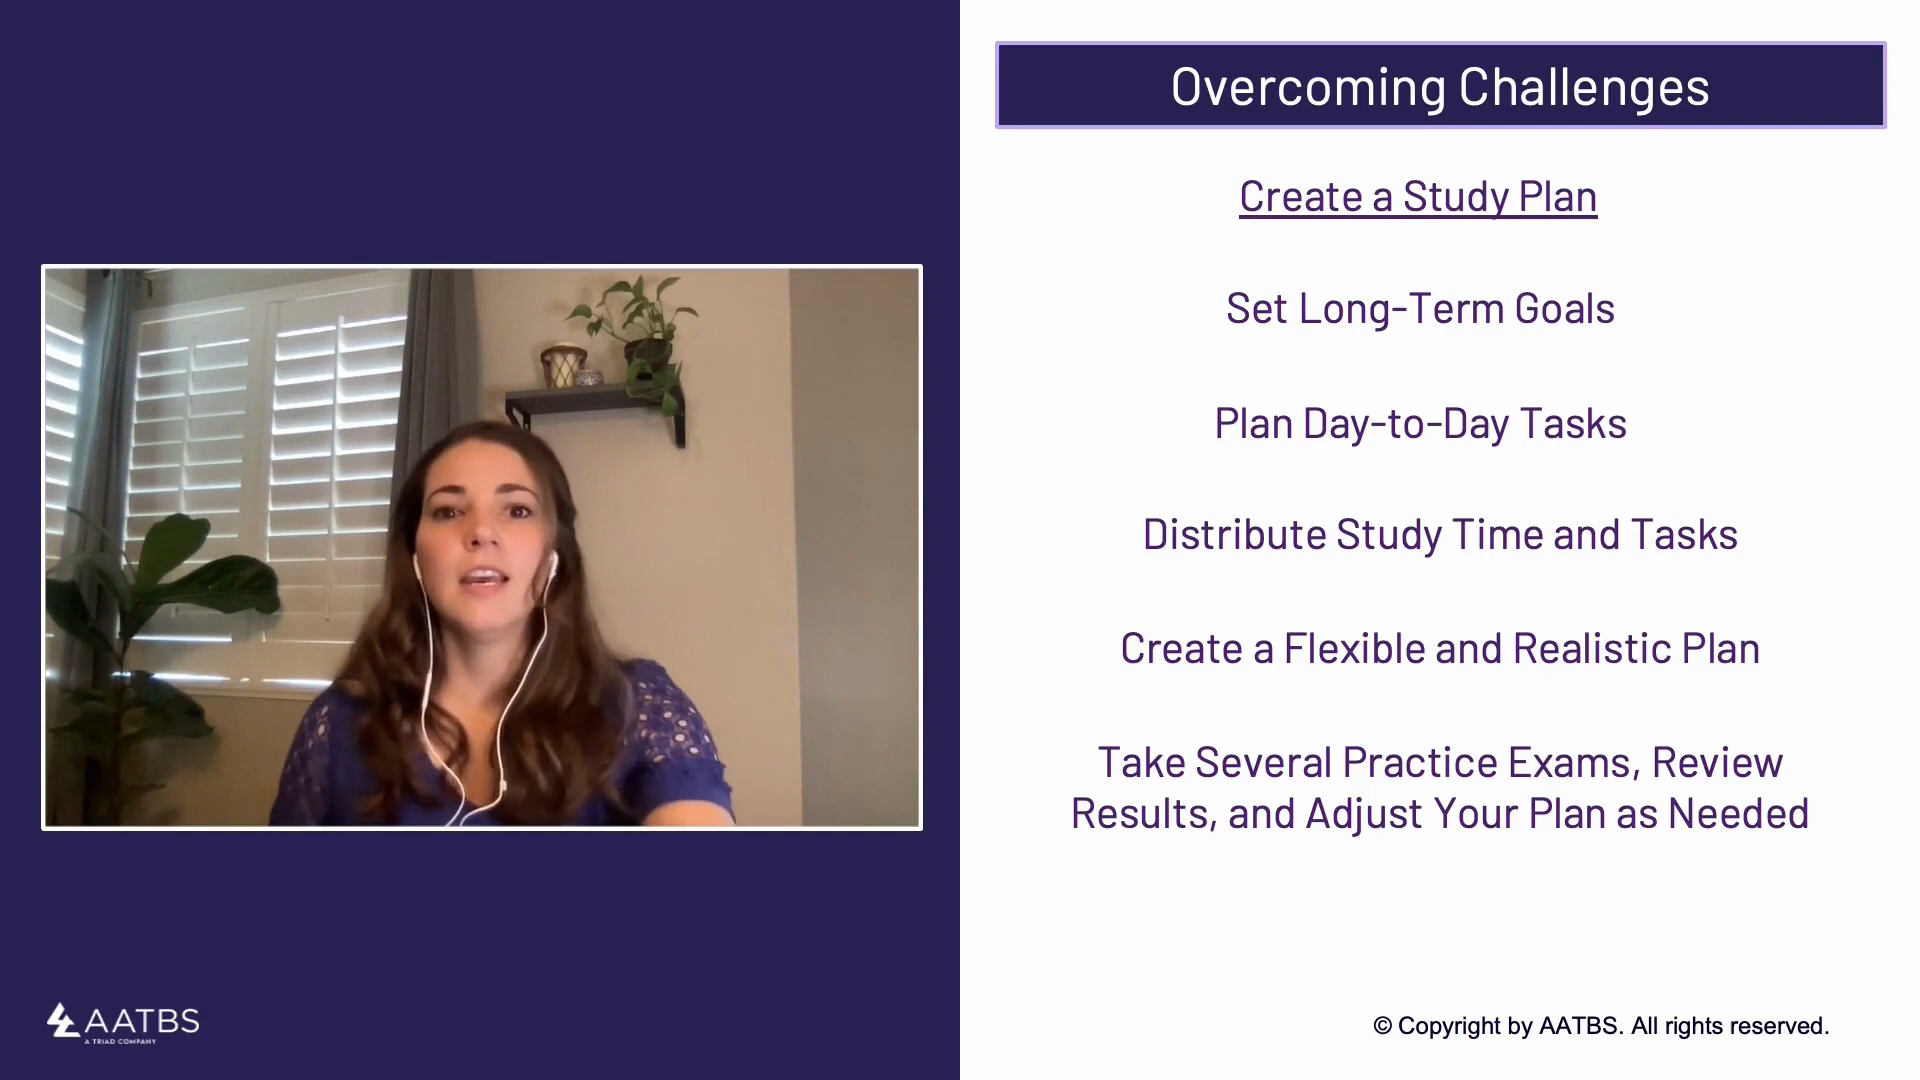 Overcoming Challenges
Create a Study Plan
Set Long-Term Goals
Plan Day-to-Day Tasks
Distribute Study Time and Tasks
Create a Flexible and Realistic Plan
Take Several Practice Exams, Review
Results, and Adjust Your Plan as Needed
AATBS
A TRIAD COMPANY
© Copyright by AATBS. All rights reserved.